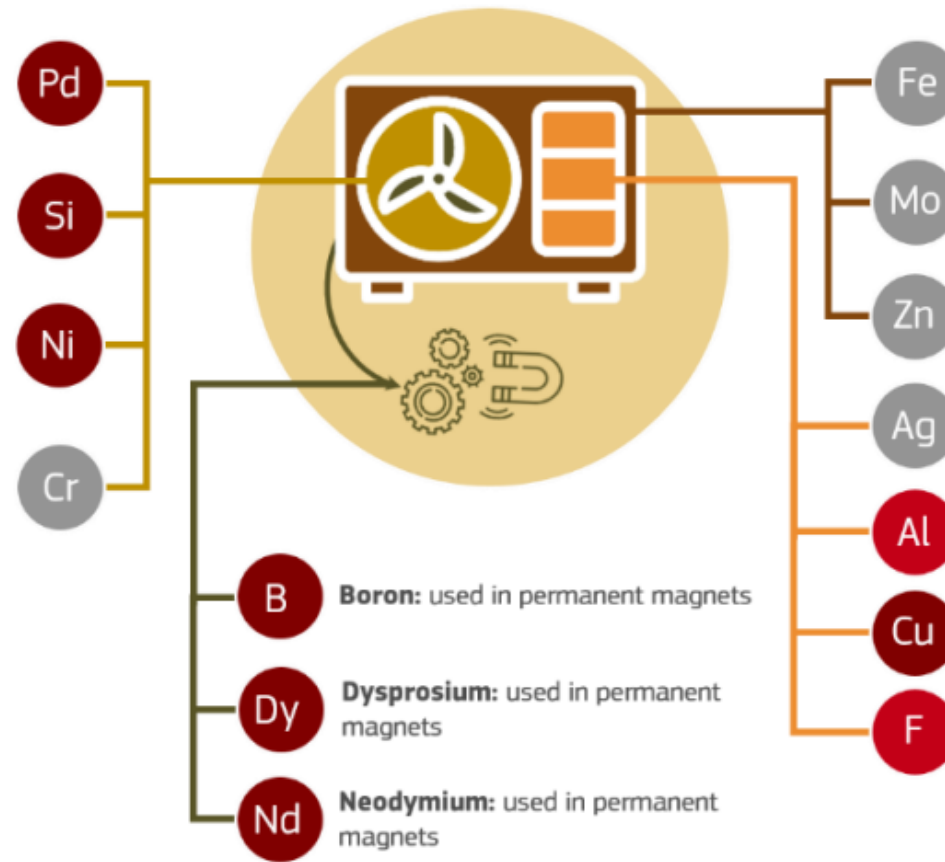 Pd
Si
Ni
Cr
Fe
Mo
Zn
Ag
Al
Cu
F
B
Boron: used in permanent magnets
Dy
Dysprosium: used in permanent
magnets
Nd
Neodymium: used in permanent
magnets